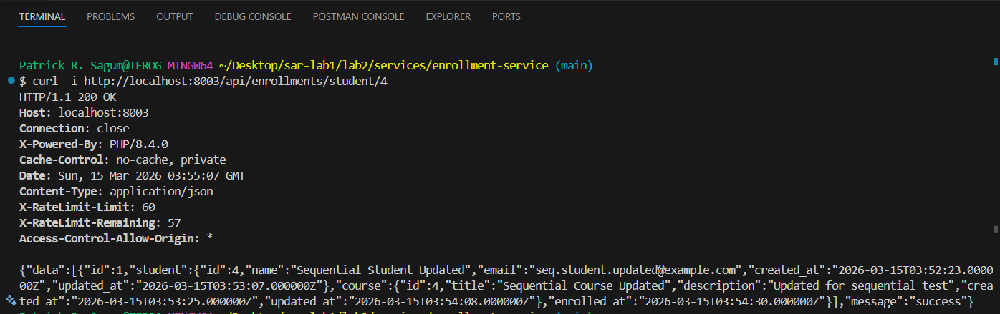 TERMINAL PROBLEMS OUTPUT DEBUG CONSOLE POSTMAN CONSOLE EXPLORER PORTS
Patrick R. Sagum@TFROG MINGW64 ~/Desktop/sar-lab1/lab2/services/enrollment-service (main)
$ curl -i http://localhost:8003/api/enrollments/student/4
HTTP/1.1 200 OK
Host: localhost:8003
Connection: close
X-Powered-By: PHP/8.4.0
Cache-Control: no-cache, private
Date: Sun, 15 Mar 2026 03:55:07 GMT
Content-Type: application/json
X-RateLimit-Limit: 60
X-RateLimit-Remaining: 57
Access-Control-Allow-Origin: *
{"data":[{"id":1,"student":{"id":4,"name":"Sequential Student Updated","email":"seq.student.updated@example.com","created_at":"2026-03-15T03:52:23.0000
00Z","updated_at":"2026-03-15T03:53:07.000000Z"},"course":{"id":4,"title":"Sequential Course Updated","description":"Updated for sequential test","crea
ted_at":"2026-03-15T03:53:25.000000Z","updated_at":"2026-03-15T03:54:08.000000Z"},"enrolled_at":"2026-03-15T03:54:30.000000Z"}],"message":"success"}